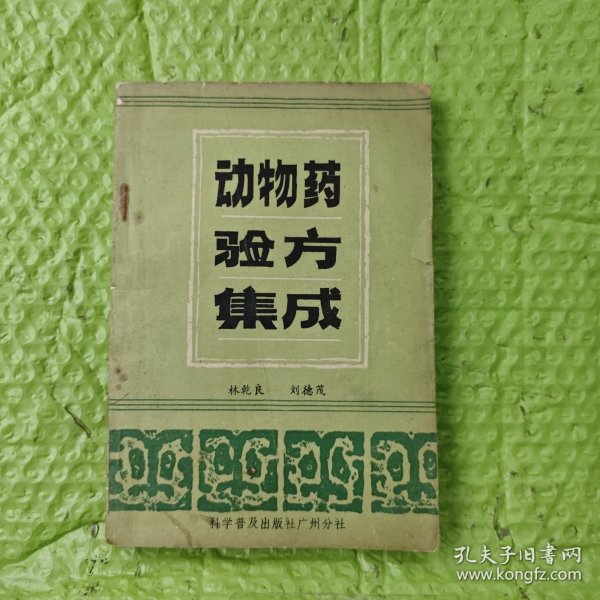 动物药
验方
集成
林乾良 刘德茂
科学普及出版社广州分社
孔夫子旧书网
www.kongfz.com